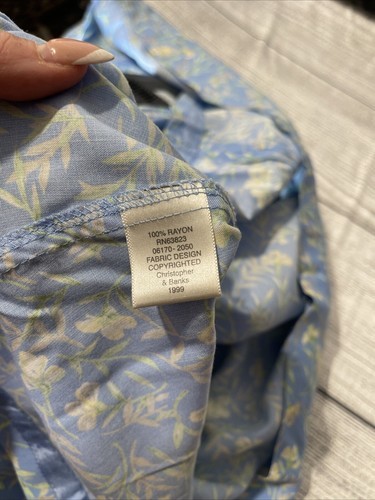 100% RAYON
RN63823
06170-2050
FABRIC DESIGN
COPYRIGHTED
Christopher
& Banks
1999